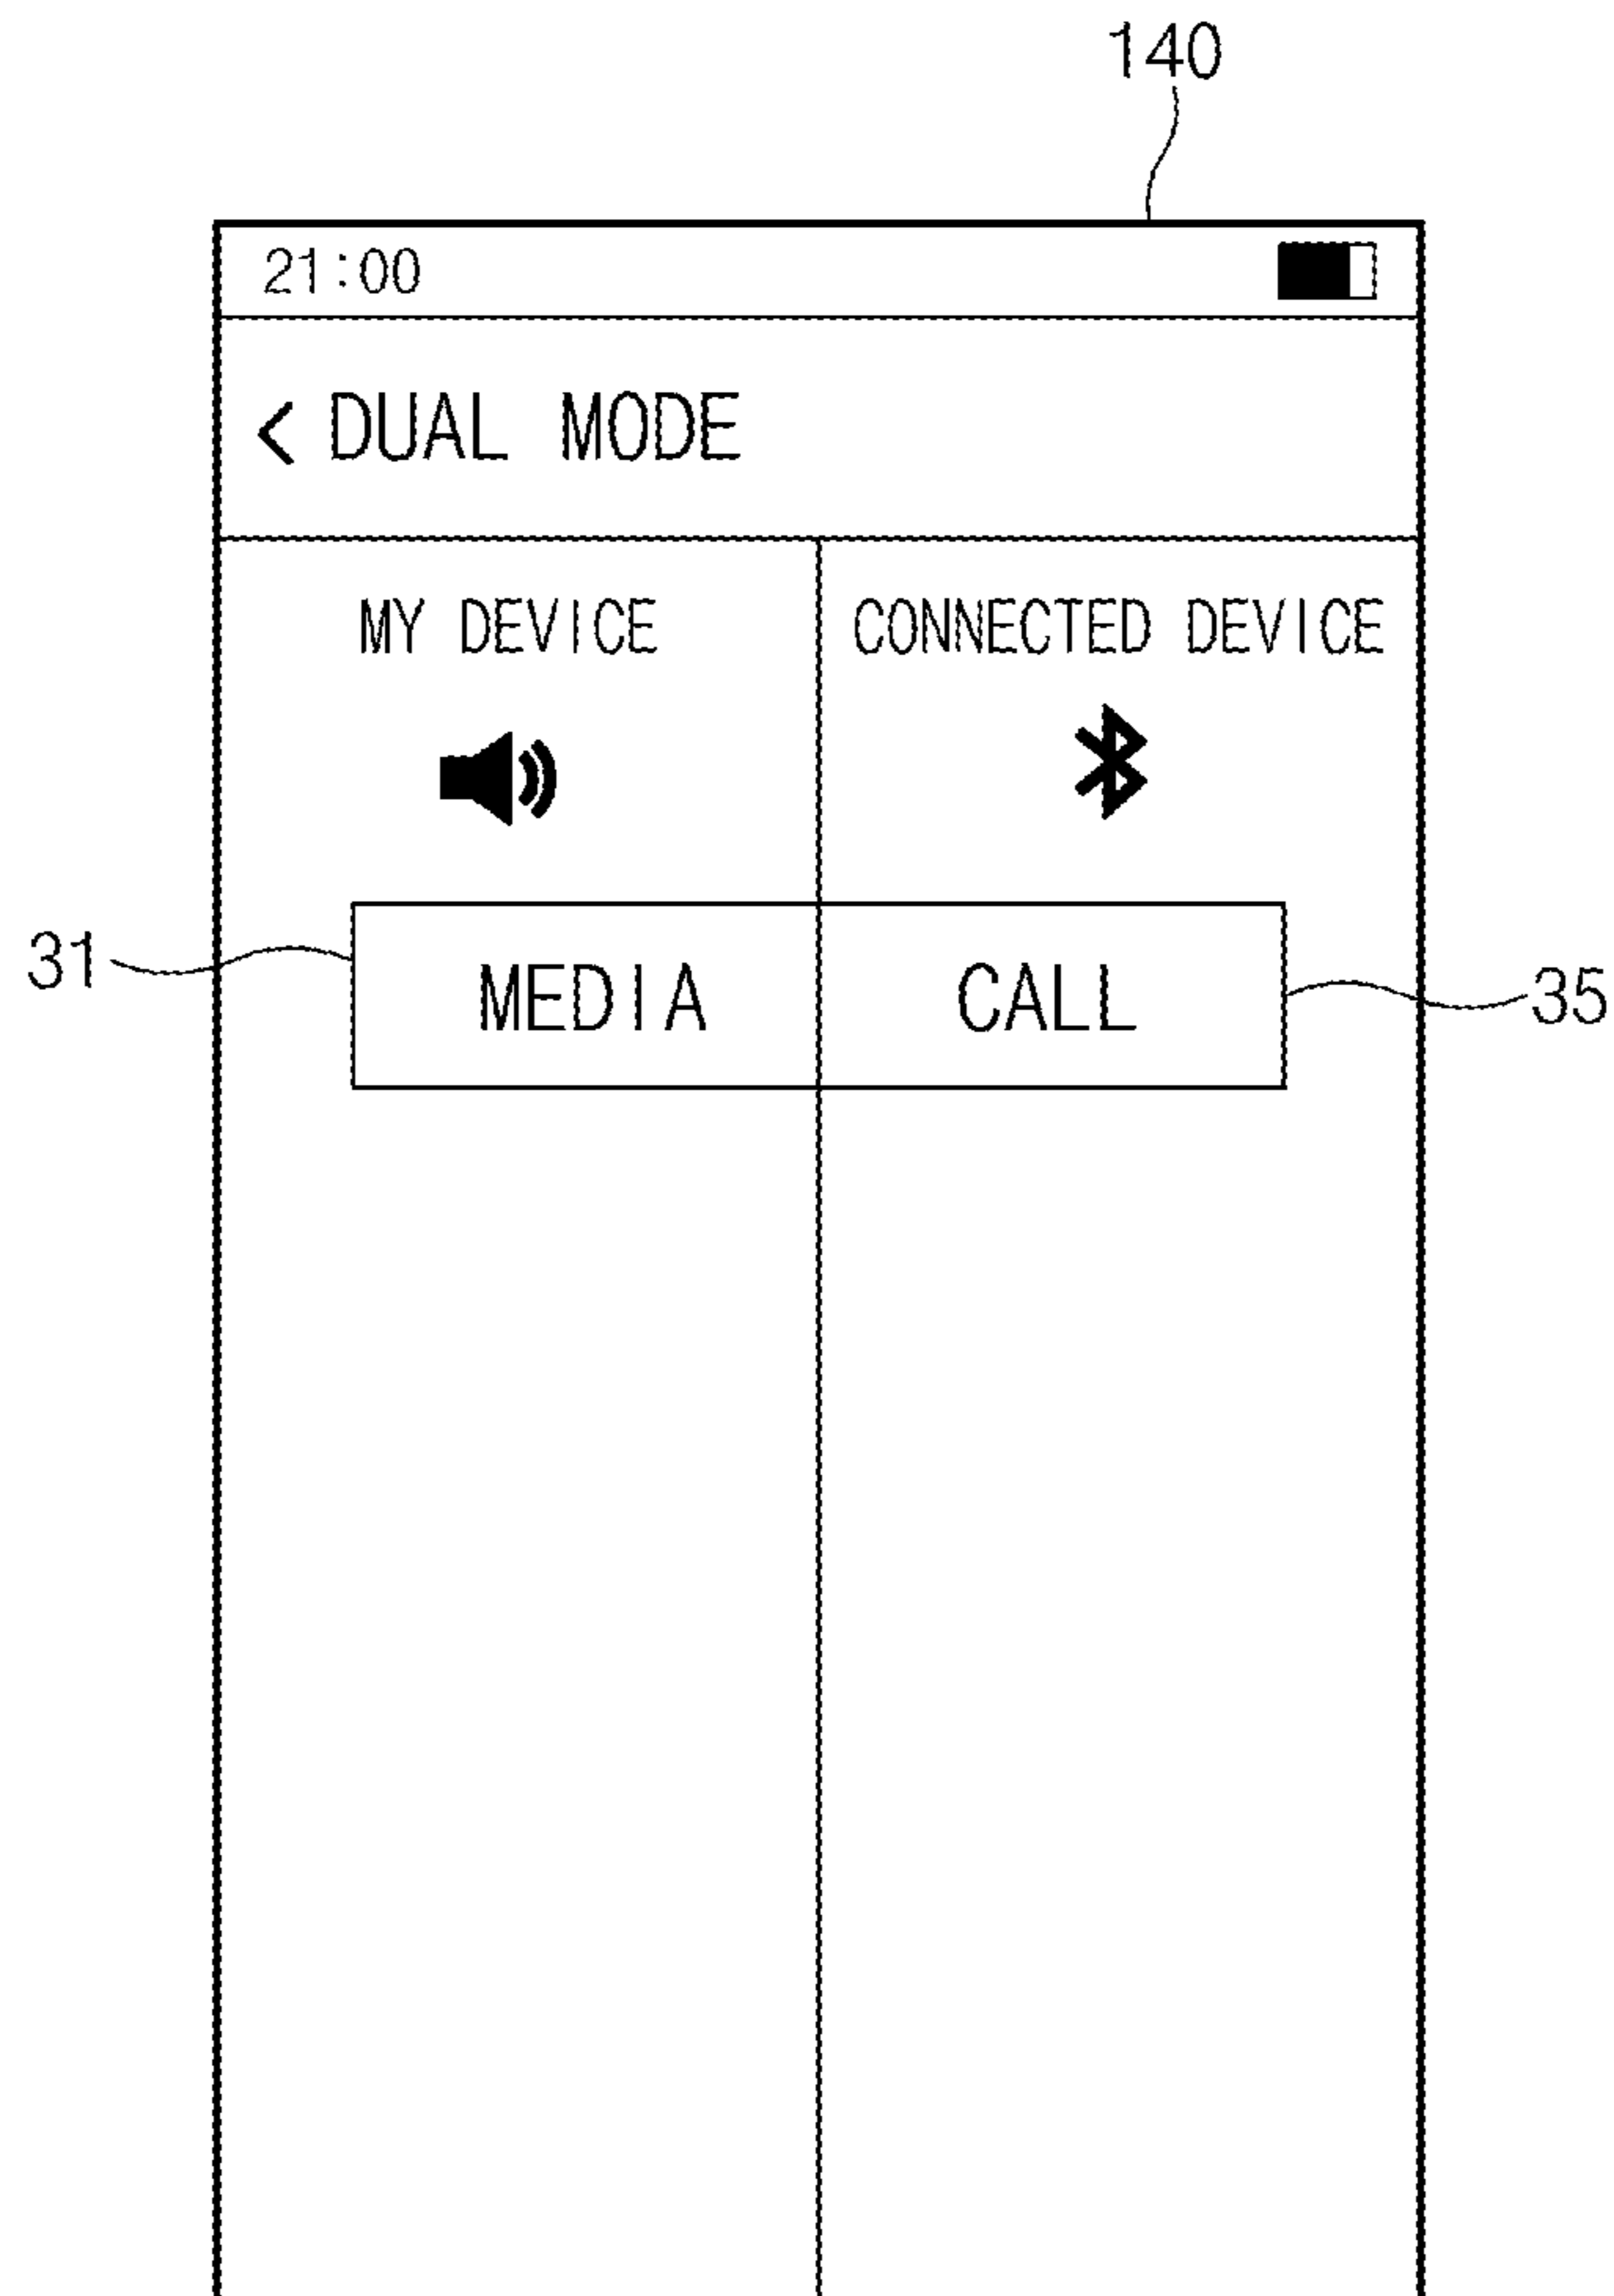 140
21:00
< DUAL MODE
MY DEVICE
CONNECTED DEVICE
31
MEDIA
CALL
35